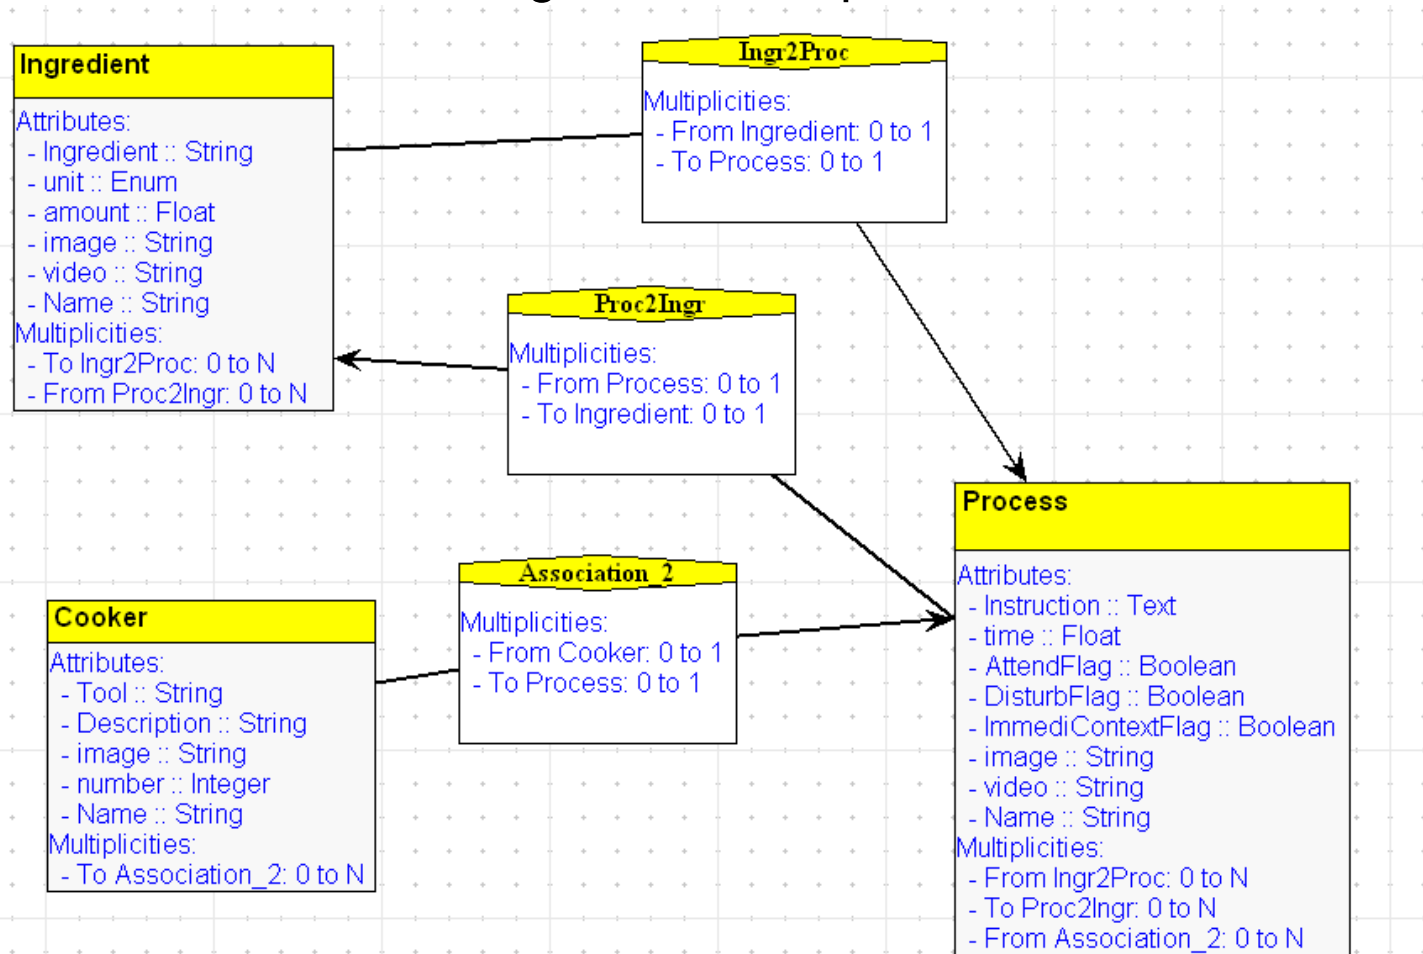 Ingredient
Attributes:
- Ingredient :: String
- unit :: Enum
- amount :: Float
- image :: String
- video :: String
- Name :: String
Multiplicities:
- To Ingr2Proc: 0 to N
- From Proc2Ingr: 0 to N
Ingr2Proc
Multiplicities:
- From Ingredient: 0 to 1
- To Process: 0 to 1
Proc2Ingr
Multiplicities:
- From Process: 0 to 1
- To Ingredient: 0 to 1
Association_2
Multiplicities:
- From Cooker: 0 to 1
- To Process: 0 to 1
Cooker
Attributes:
- Tool :: String
- Description :: String
- image :: String
- number :: Integer
- Name :: String
Multiplicities:
- To Association_2: 0 to N
Process
Attributes:
- Instruction :: Text
- time :: Float
- AttendFlag :: Boolean
- DisturbFlag :: Boolean
- ImmediContextFlag :: Boolean
- image :: String
- video :: String
- Name :: String
Multiplicities:
- From Ingr2Proc: 0 to N
- To Proc2Ingr: 0 to N
- From Association_2: 0 to N